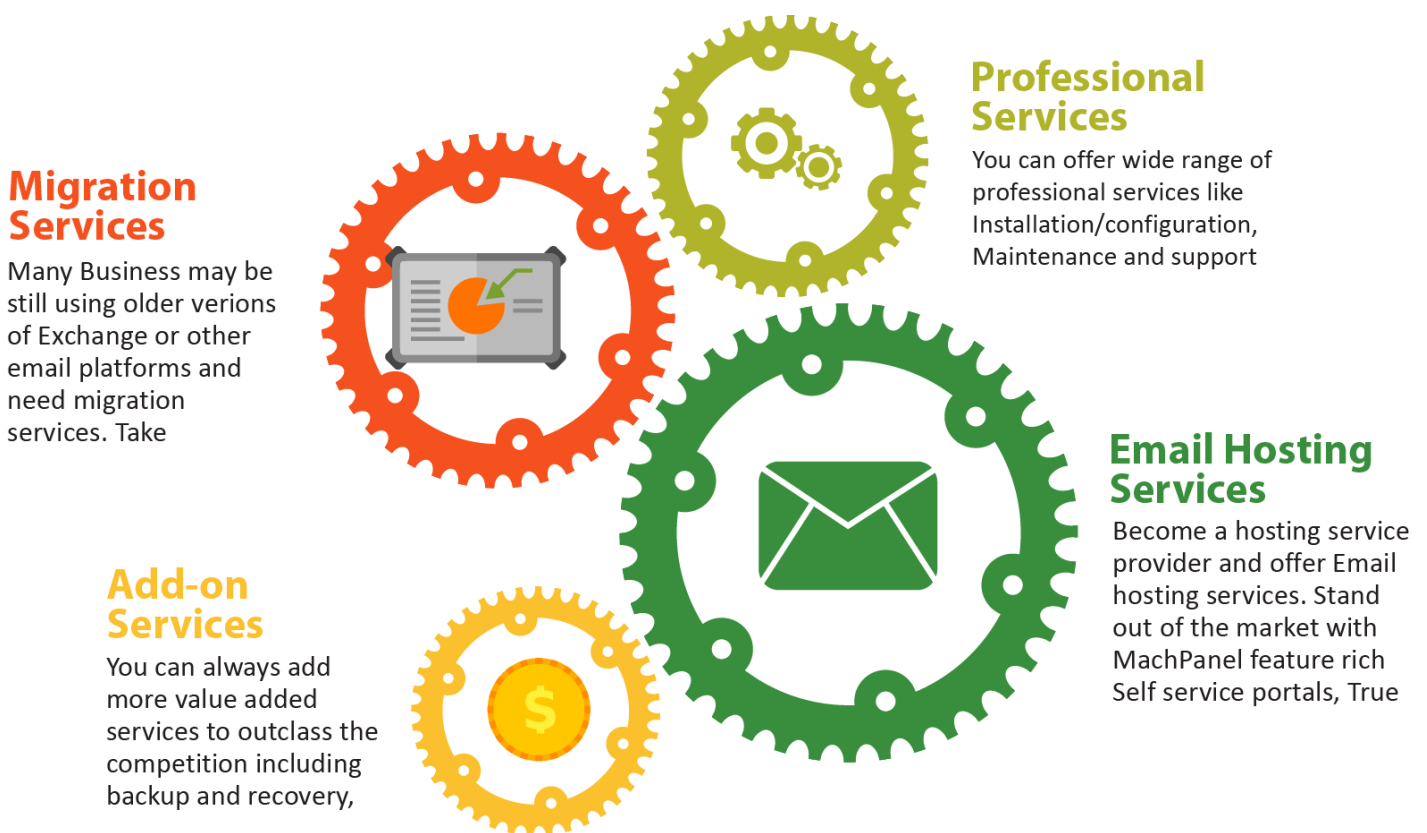 Professional
Services
You can offer wide range of
professional services like
Installation/configuration,
Maintenance and support
Migration
Services
Many Business may be
still using older verions
of Exchange or other
email platforms and
need migration
services. Take
Email Hosting
Services
Become a hosting service
provider and offer Email
hosting services. Stand
out of the market with
MachPanel feature rich
Self service portals, True
Add-on
Services
You can always add
more value added
services to outclass the
competition including
backup and recovery,
$